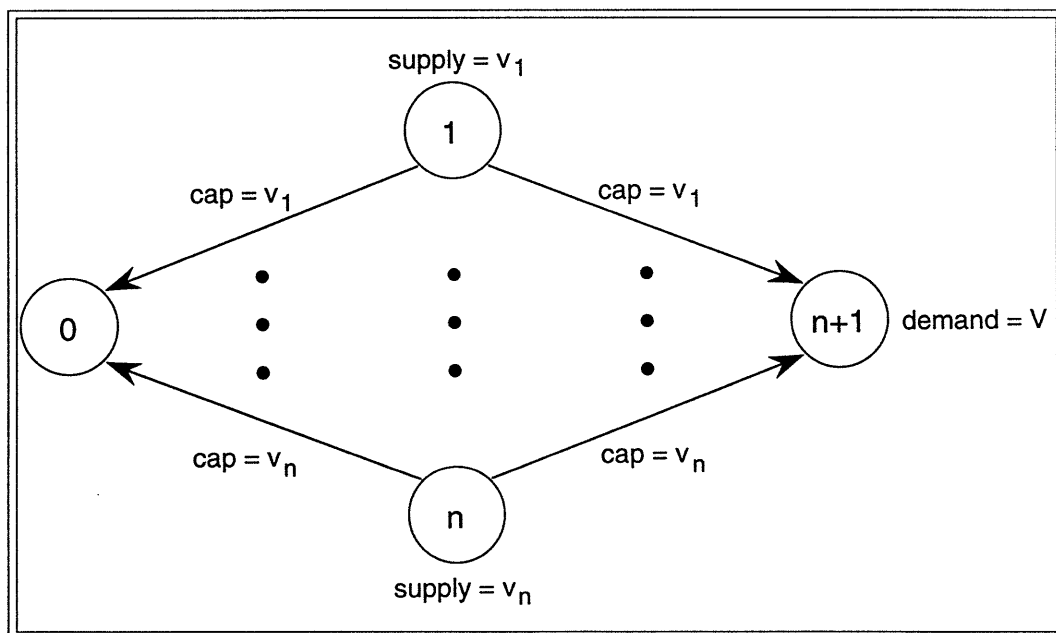 supply = v₁
1
cap = v₁
cap = v₁
0
n+1
demand = V
cap = vₙ
cap = vₙ
n
supply = vₙ